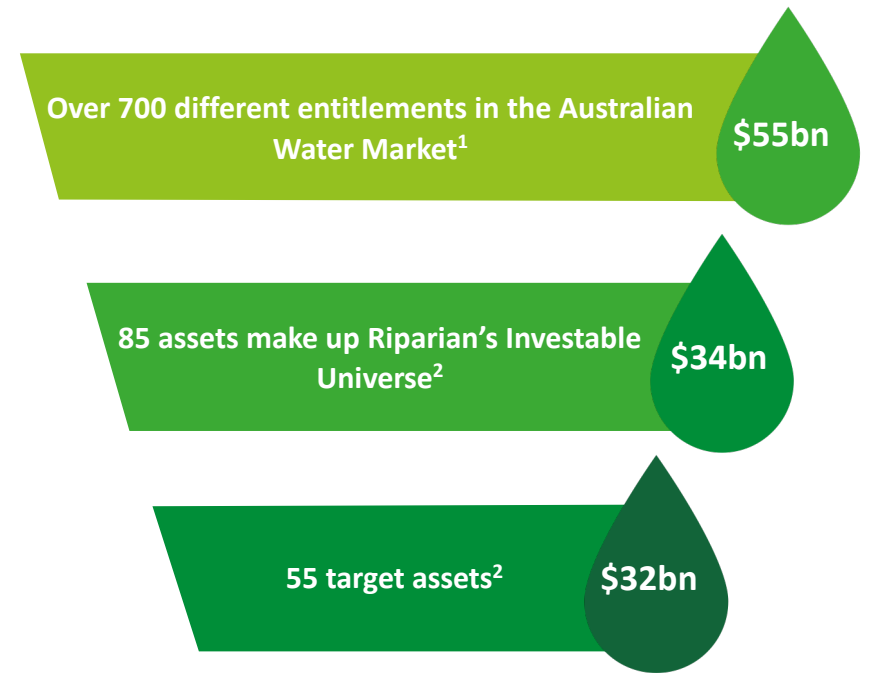 Over 700 different entitlements in the Australian
Water Market¹
$55bn
85 assets make up Riparian’s Investable
Universe²
$34bn
55 target assets²
$32bn